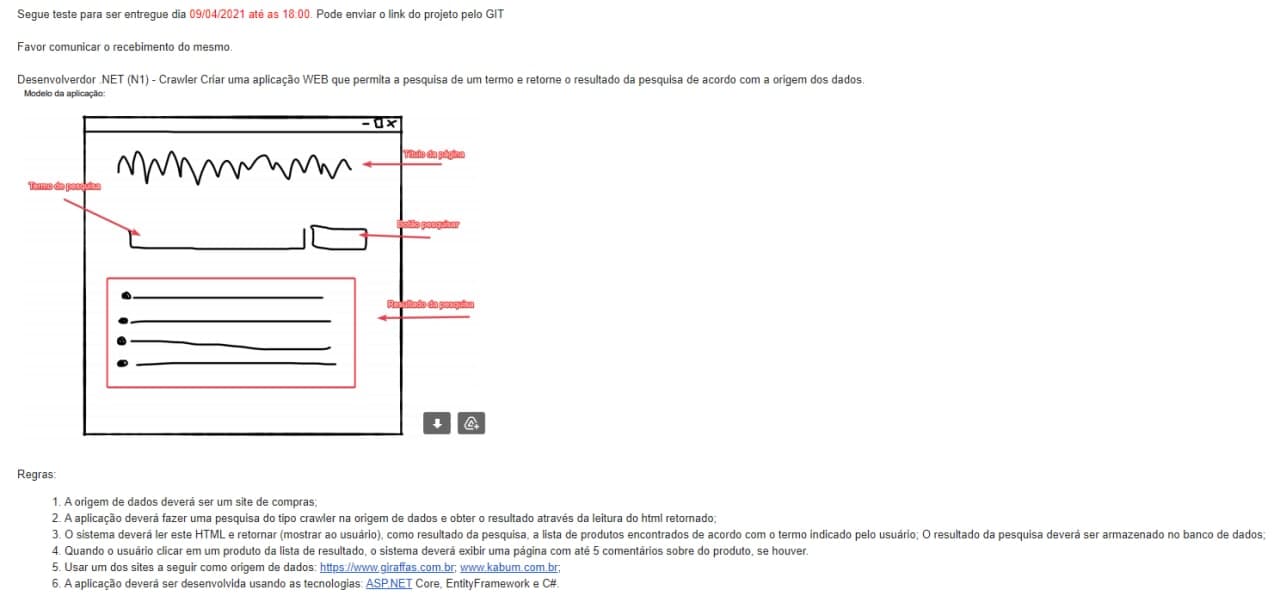 Segue teste para ser entregue dia 09/04/2021 até as 18:00. Pode enviar o link do projeto pelo GIT
Favor comunicar o recebimento do mesmo.
Desenvolverdor .NET (N1) - Crawler Criar uma aplicação WEB que permita a pesquisa de um termo e retorne o resultado da pesquisa de acordo com a origem dos dados.
Modelo da aplicação:
Título da página
Termo de pesquisa
Botão pesquisar
Resultado da pesquisa
Regras:
1. A origem de dados deverá ser um site de compras;
2. A aplicação deverá fazer uma pesquisa do tipo crawler na origem de dados e obter o resultado através da leitura do html retornado;
3. O sistema deverá ler este HTML e retornar (mostrar ao usuário), como resultado da pesquisa, a lista de produtos encontrados de acordo com o termo indicado pelo usuário; O resultado da pesquisa deverá ser armazenado no banco de dados;
4. Quando o usuário clicar em um produto da lista de resultado, o sistema deverá exibir uma página com até 5 comentários sobre do produto, se houver.
5. Usar um dos sites a seguir como origem de dados: https://www.giraffas.com.br; www.kabum.com.br;
6. A aplicação deverá ser desenvolvida usando as tecnologias: ASP.NET Core, EntityFramework e C#.